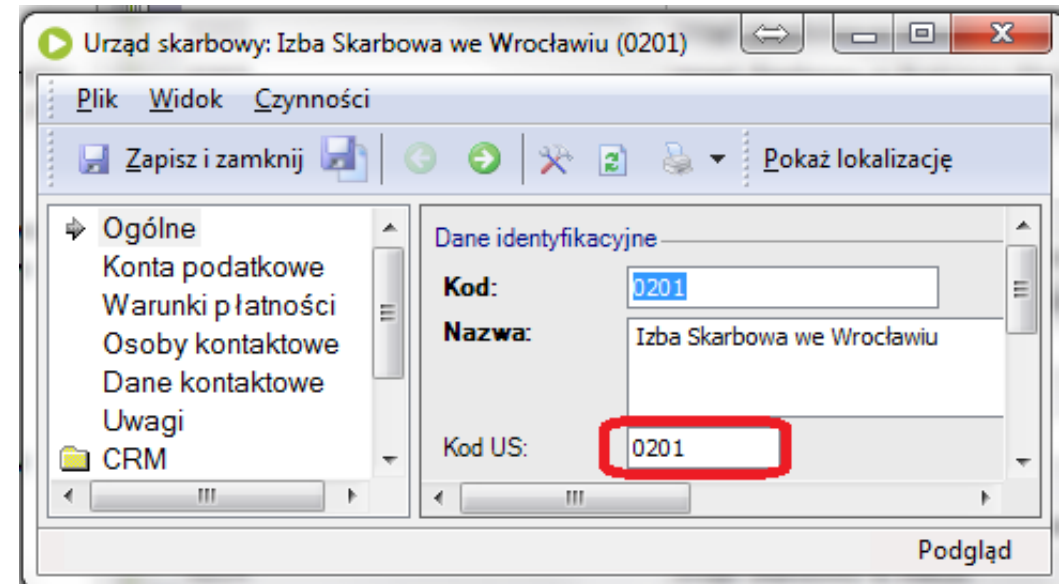 Urząd skarbowy: Izba Skarbowa we Wrocławiu (0201)
Plik Widok Czynności
Zapisz i zamknij Pokaż lokalizację
Ogólne
Konta podatkowe
Warunki płatności
Osoby kontaktowe
Dane kontaktowe
Uwagi
CRM
Dane identyfikacyjne
Kod: 0201
Nazwa: Izba Skarbowa we Wrocławiu
Kod US: 0201
Podgląd